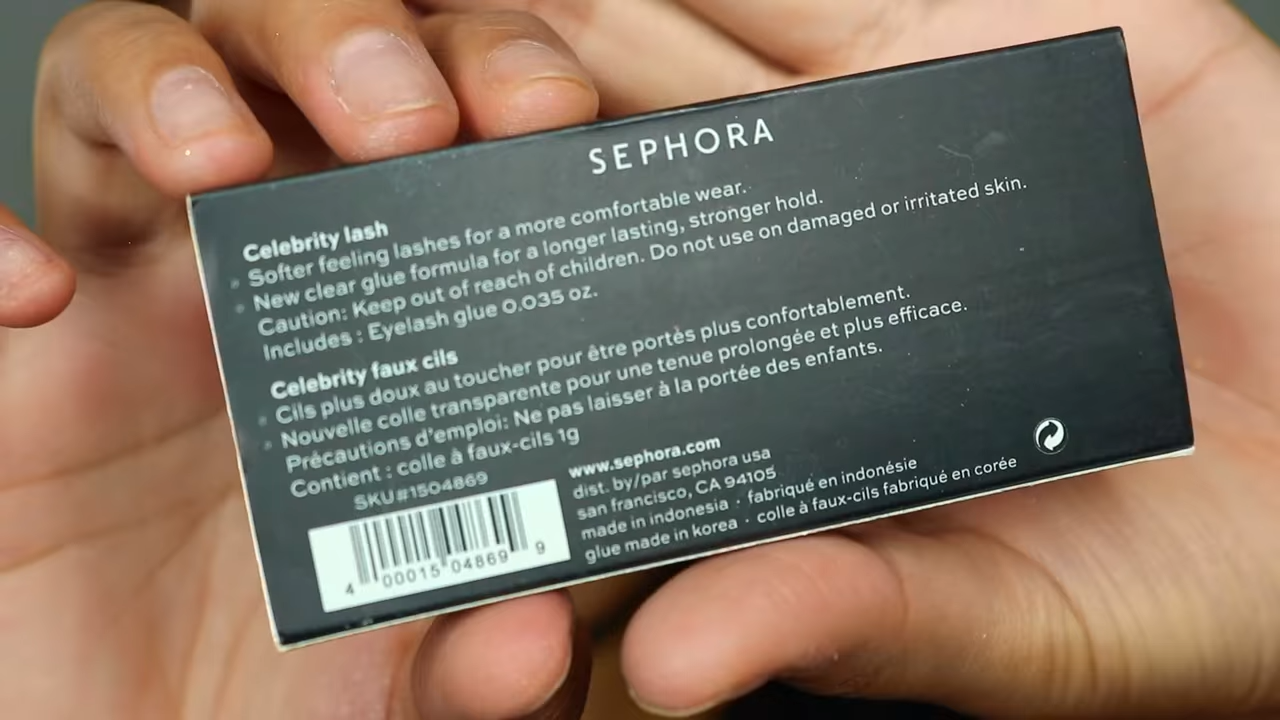 SEPHORA
Celebrity lash
• Softer feeling lashes for a more comfortable wear.
• New clear glue formula for a longer lasting, stronger hold.
Caution: Keep out of reach of children. Do not use on damaged or irritated skin.
Includes : Eyelash glue 0.035 oz.
Celebrity faux cils
• Cils plus doux au toucher pour être portés plus confortablement.
• Nouvelle colle transparente pour une tenue prolongée et plus efficace.
Précautions d'emploi: Ne pas laisser à la portée des enfants.
Contient : colle à faux-cils 1g
SKU#1504869
4 00015 04869 9
www.sephora.com
dist. by/par sephora usa
san francisco, CA 94105
made in indonesia · fabriqué en indonésie
glue made in korea · colle à faux-cils fabriqué en corée